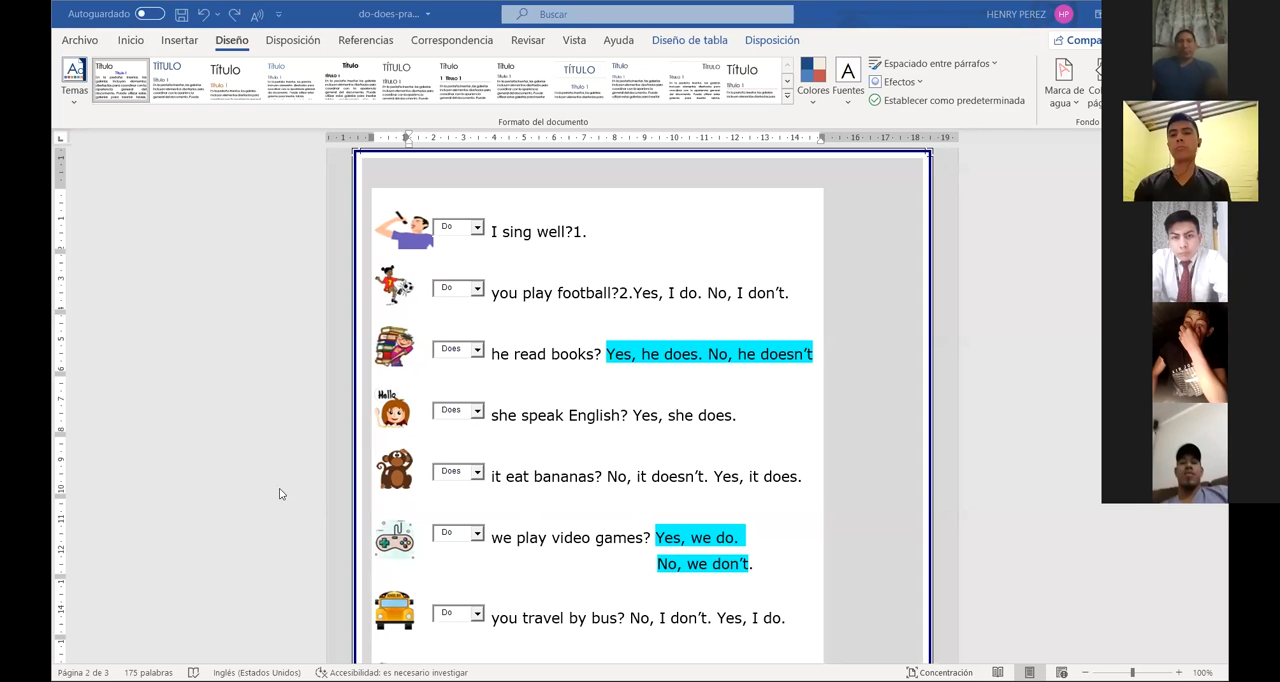 Autoguardado
do-does-pra...
Buscar
HENRY PEREZ
HP
Archivo
Inicio
Insertar
Diseño
Disposición
Referencias
Correspondencia
Revisar
Vista
Ayuda
Diseño de tabla
Disposición
Compa
Temas
Título
TÍTULO
Título
Título
Título
TÍTULO
Título
Título
TÍTULO
Título
Título
Título
Colores
Fuentes
Espaciado entre párrafos
Efectos
Establecer como predeterminada
Marca de agua
Formato del documento
Fondo
Do I sing well?1.
Do you play football?2.Yes, I do. No, I don't.
Does he read books? Yes, he does. No, he doesn't
Hello
Does she speak English? Yes, she does.
Does it eat bananas? No, it doesn't. Yes, it does.
Do we play video games? Yes, we do.
No, we don't.
Do you travel by bus? No, I don't. Yes, I do.
Página 2 de 3
175 palabras
Inglés (Estados Unidos)
Accesibilidad: es necesario investigar
Concentración
100%